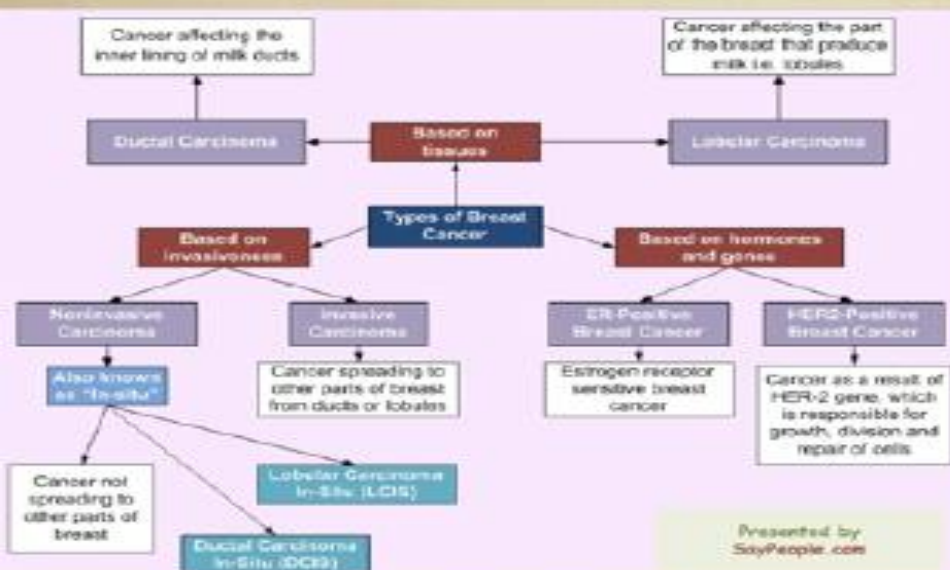 Cancer affecting the
inner lining of milk ducts
Cancer affecting the part
of the breast that produce
milk i.e. lobules
Ductal Carcinoma
Based on
tissues
Lobular Carcinoma
Types of Breast
Cancer
Based on
invasiveness
Based on hormones
and genes
Noninvasive
Carcinoma
Invasive
Carcinoma
ER-Positive
Breast Cancer
HER2-Positive
Breast Cancer
Also known
as "In-situ"
Cancer spreading to
other parts of breast
from ducts or lobules
Estrogen receptor
sensitive breast
cancer
Cancer as a result of
HER-2 gene, which
is responsible for
growth, division and
repair of cells
Cancer not
spreading to
other parts of
breast
Lobular Carcinoma
In-Situ (LCIS)
Ductal Carcinoma
In-Situ (DCIS)
Presented by
SayPeople.com